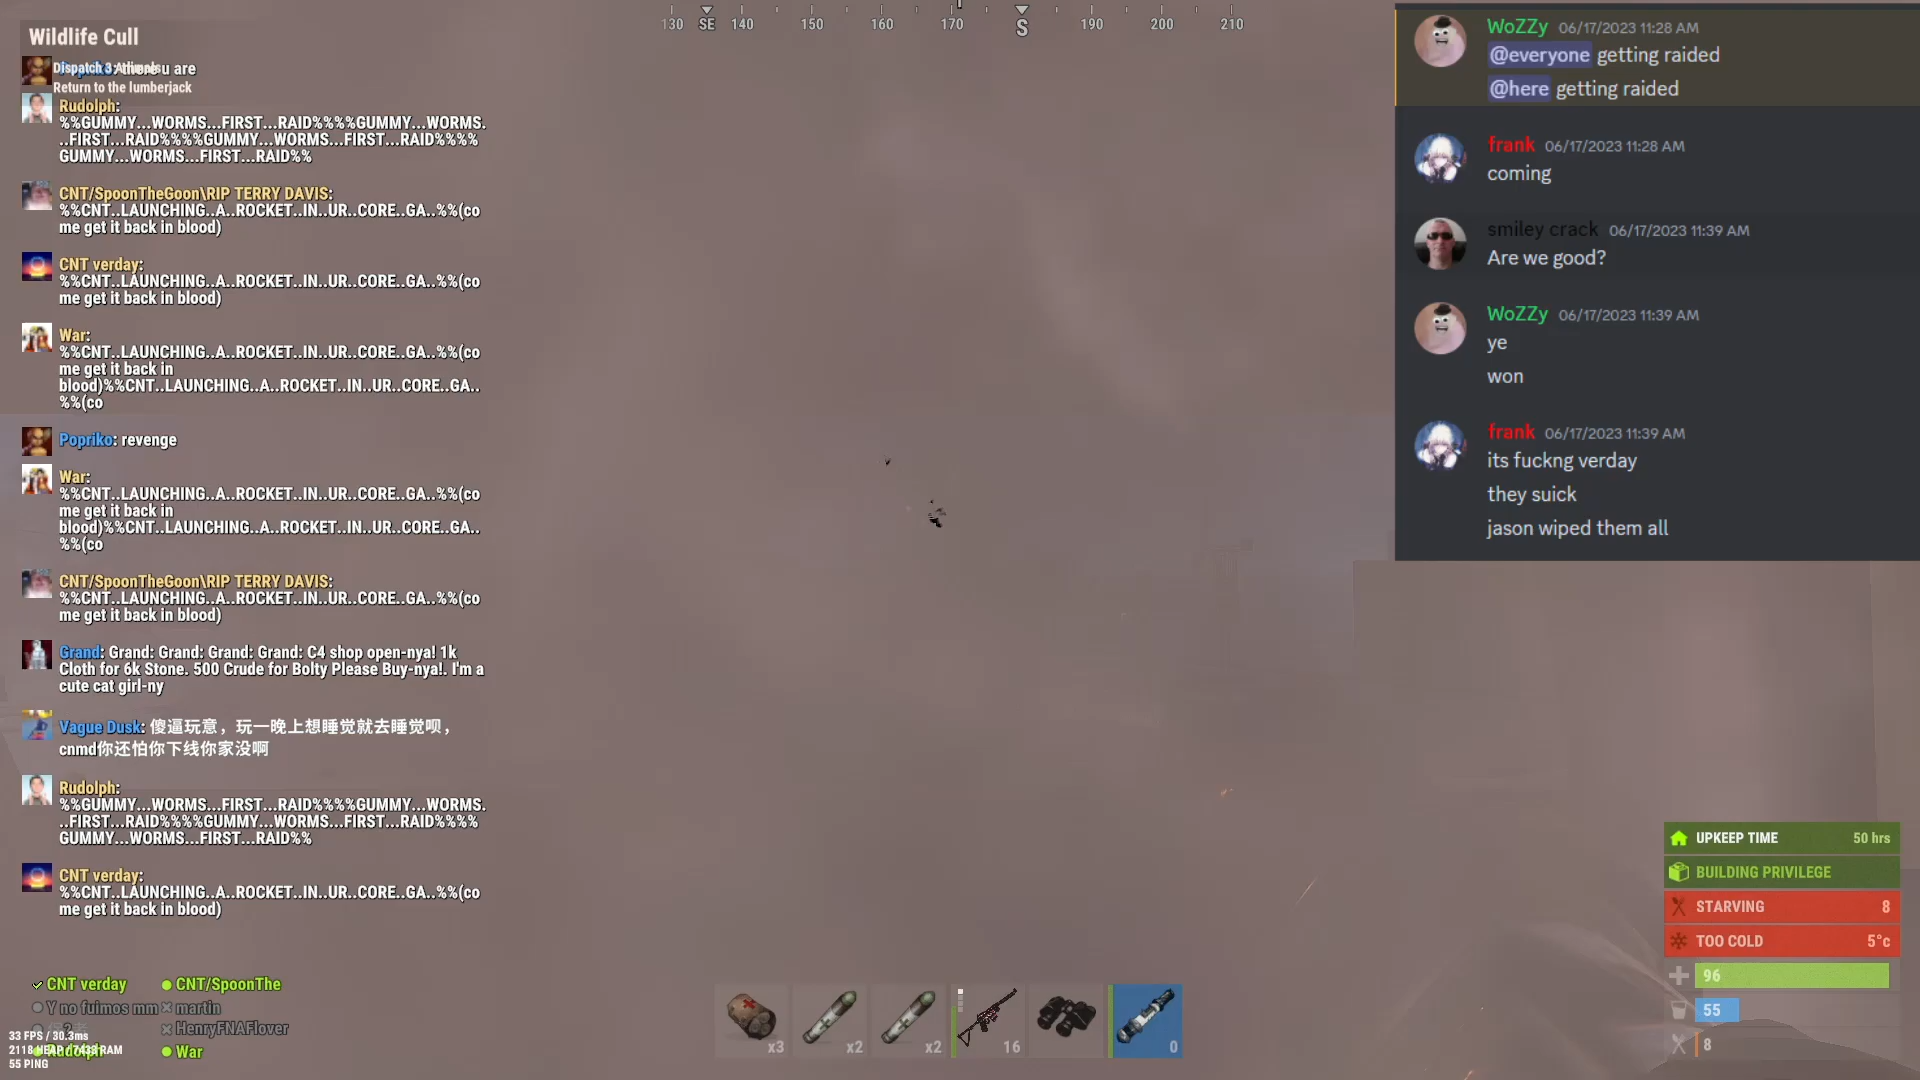 130 SE 140 150 160 170 S 190 200 210
Wildlife Cull
Dispatch 3 Animals
Popriko: there u are
Return to the lumberjack
Rudolph:
%%GUMMY...WORMS...FIRST...RAID%%%%GUMMY...WORMS.
..FIRST...RAID%%%%GUMMY...WORMS...FIRST...RAID%%%%
GUMMY...WORMS...FIRST...RAID%%
CNT/SpoonTheGoon\RIP TERRY DAVIS:
%%CNT..LAUNCHING..A..ROCKET..IN..UR..CORE..GA..%%(co
me get it back in blood)
CNT verday:
%%CNT..LAUNCHING..A..ROCKET..IN..UR..CORE..GA..%%(co
me get it back in blood)
War:
%%CNT..LAUNCHING..A..ROCKET..IN..UR..CORE..GA..%%(co
me get it back in
blood)%%CNT..LAUNCHING..A..ROCKET..IN..UR..CORE..GA..
%%(co
Popriko: revenge
War:
%%CNT..LAUNCHING..A..ROCKET..IN..UR..CORE..GA..%%(co
me get it back in
blood)%%CNT..LAUNCHING..A..ROCKET..IN..UR..CORE..GA..
%%(co
CNT/SpoonTheGoon\RIP TERRY DAVIS:
%%CNT..LAUNCHING..A..ROCKET..IN..UR..CORE..GA..%%(co
me get it back in blood)
Grand: Grand: Grand: Grand: Grand: C4 shop open-nya! 1k
Cloth for 6k Stone. 500 Crude for Bolty Please Buy-nya!. I'm a
cute cat girl-ny
Vague Dusk: 傻逼玩意，玩一晚上想睡觉就去睡觉呗，
cnmd你还怕你下线你家没啊
Rudolph:
%%GUMMY...WORMS...FIRST...RAID%%%%GUMMY...WORMS.
..FIRST...RAID%%%%GUMMY...WORMS...FIRST...RAID%%%%
GUMMY...WORMS...FIRST...RAID%%
CNT verday:
%%CNT..LAUNCHING..A..ROCKET..IN..UR..CORE..GA..%%(co
me get it back in blood)
CNT verday CNT/SpoonThe
Y no fuimos mm martin
HenryFNAFlover
Rudolph War
33 FPS / 30.3ms
2118 HEAP
RAM
55 PING
x3 x2 x2 16 0
WoZZy 06/17/2023 11:28 AM
@everyone getting raided
@here getting raided
frank 06/17/2023 11:28 AM
coming
smiley crack 06/17/2023 11:39 AM
Are we good?
WoZZy 06/17/2023 11:39 AM
ye
won
frank 06/17/2023 11:39 AM
its fuckng verday
they suick
jason wiped them all
UPKEEP TIME 50 hrs
BUILDING PRIVILEGE
STARVING 8
TOO COLD 5°c
96
55
8